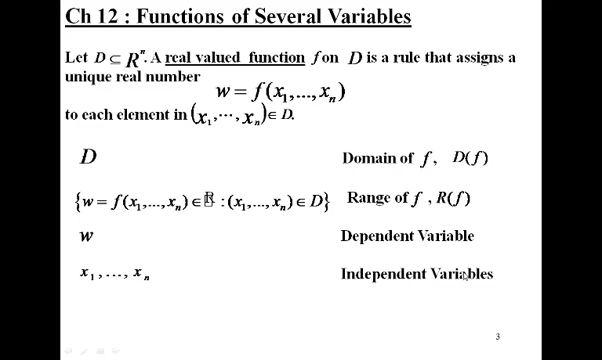 Ch 12 : Functions of Several Variables
Let D ⊂ Rⁿ. A real valued function f on D is a rule that assigns a
unique real number
w = f(x₁,...,xₙ)
to each element in (x₁,⋯,xₙ) ∈ D.
D Domain of f, D(f)
{w = f(x₁,...,xₙ) ∈ ℝ : (x₁,...,xₙ) ∈ D} Range of f , R(f)
w Dependent Variable
x₁ ,..., xₙ Independent Variables
3